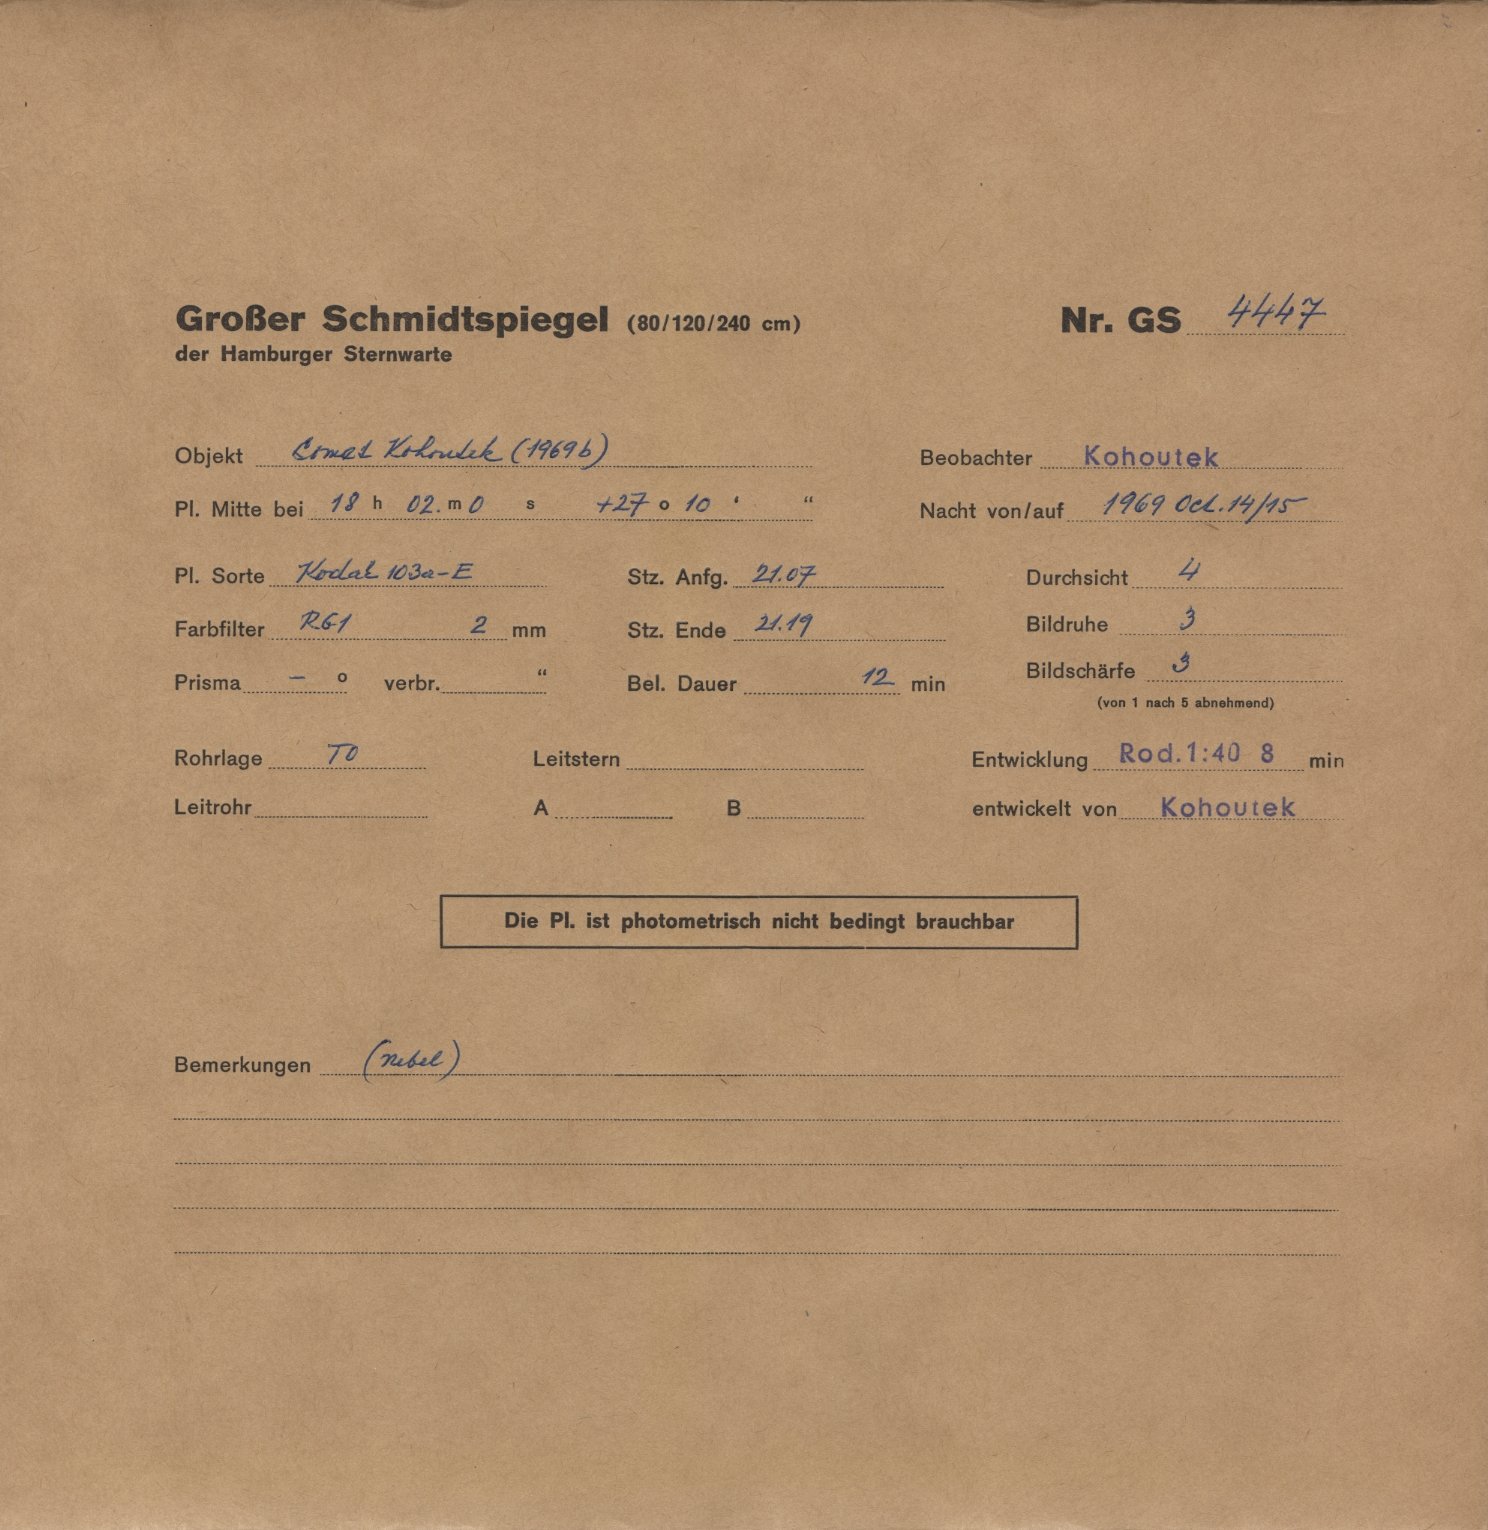 Großer Schmidtspiegel (80/120/240 cm) Nr. GS 4447
der Hamburger Sternwarte
Objekt Comet Kohoutek (1969b) Beobachter Kohoutek
Pl. Mitte bei 18 h 02. m 0 s +27 o 10 ‘ “ Nacht von/auf 1969 Oct. 14/15
Pl. Sorte Kodak 103a-E Stz. Anfg. 21.07 Durchsicht 4
Farbfilter RG1 2 mm Stz. Ende 21.19 Bildruhe 3
Prisma – o verbr. “ Bel. Dauer 12 min Bildschärfe 3
(von 1 nach 5 abnehmend)
Rohrlage TO Leitstern Entwicklung Rod. 1:40 8 min
Leitrohr A B entwickelt von Kohoutek
Die Pl. ist photometrisch nicht bedingt brauchbar
Bemerkungen (Nebel)